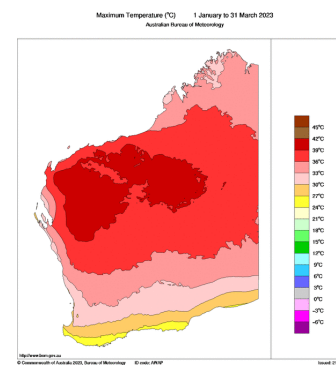 Maximum Temperature (°C) 1 January to 31 March 2023
Australian Bureau of Meteorology
45°C
42°C
39°C
36°C
33°C
30°C
27°C
24°C
21°C
18°C
15°C
12°C
9°C
6°C
3°C
0°C
-3°C
-6°C
http://www.bom.gov.au
© Commonwealth of Australia 2023, Bureau of Meteorology ID code: AWAP Issued: 2